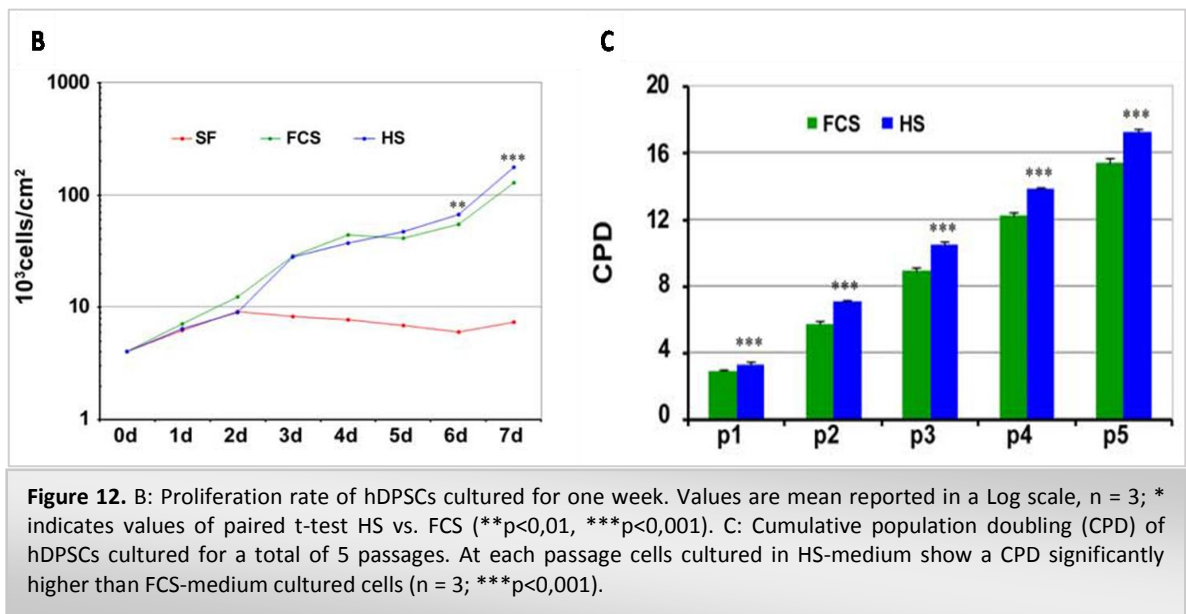 B
1000
100
10
1
10³cells/cm²
SF FCS HS
**
***
0d 1d 2d 3d 4d 5d 6d 7d
C
20
16
12
8
4
0
CPD
FCS HS
***
***
***
***
***
p1 p2 p3 p4 p5
Figure 12. B: Proliferation rate of hDPSCs cultured for one week. Values are mean reported in a Log scale, n = 3; *
indicates values of paired t-test HS vs. FCS (**p<0,01, ***p<0,001). C: Cumulative population doubling (CPD) of
hDPSCs cultured for a total of 5 passages. At each passage cells cultured in HS-medium show a CPD significantly
higher than FCS-medium cultured cells (n = 3; ***p<0,001).